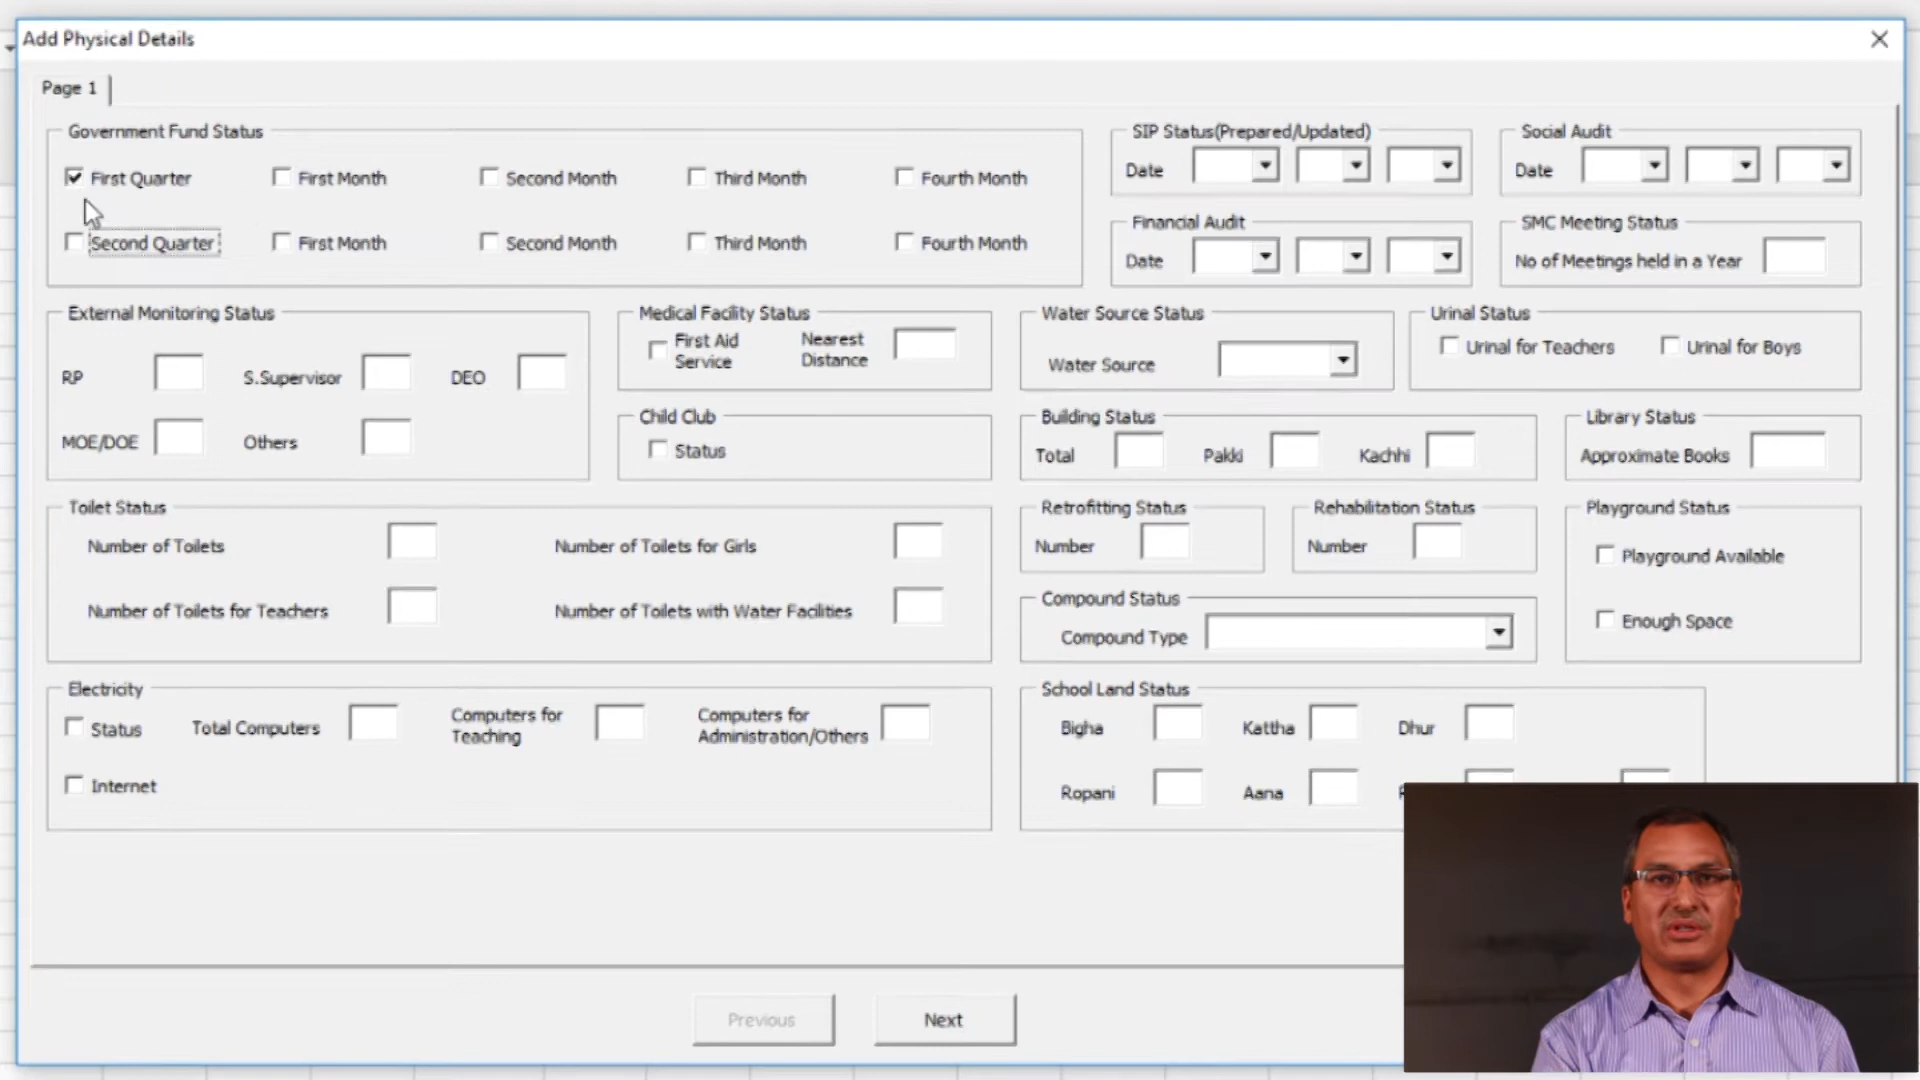 Add Physical Details
Page 1
Government Fund Status
First Quarter First Month Second Month Third Month Fourth Month
Second Quarter First Month Second Month Third Month Fourth Month
SIP Status(Prepared/Updated)
Date
Social Audit
Date
Financial Audit
Date
SMC Meeting Status
No of Meetings held in a Year
External Monitoring Status
RP S.Supervisor DEO
MOE/DOE Others
Medical Facility Status
First Aid Service
Nearest Distance
Child Club
Status
Water Source Status
Water Source
Urinal Status
Urinal for Teachers Urinal for Boys
Building Status
Total Pakki Kachhi
Library Status
Approximate Books
Toilet Status
Number of Toilets Number of Toilets for Girls
Number of Toilets for Teachers Number of Toilets with Water Facilities
Retrofitting Status
Number
Rehabilitation Status
Number
Playground Status
Playground Available
Enough Space
Compound Status
Compound Type
Electricity
Status Total Computers
Computers for Teaching
Computers for Administration/Others
Internet
School Land Status
Bigha Kattha Dhur
Ropani Aana
Previous Next